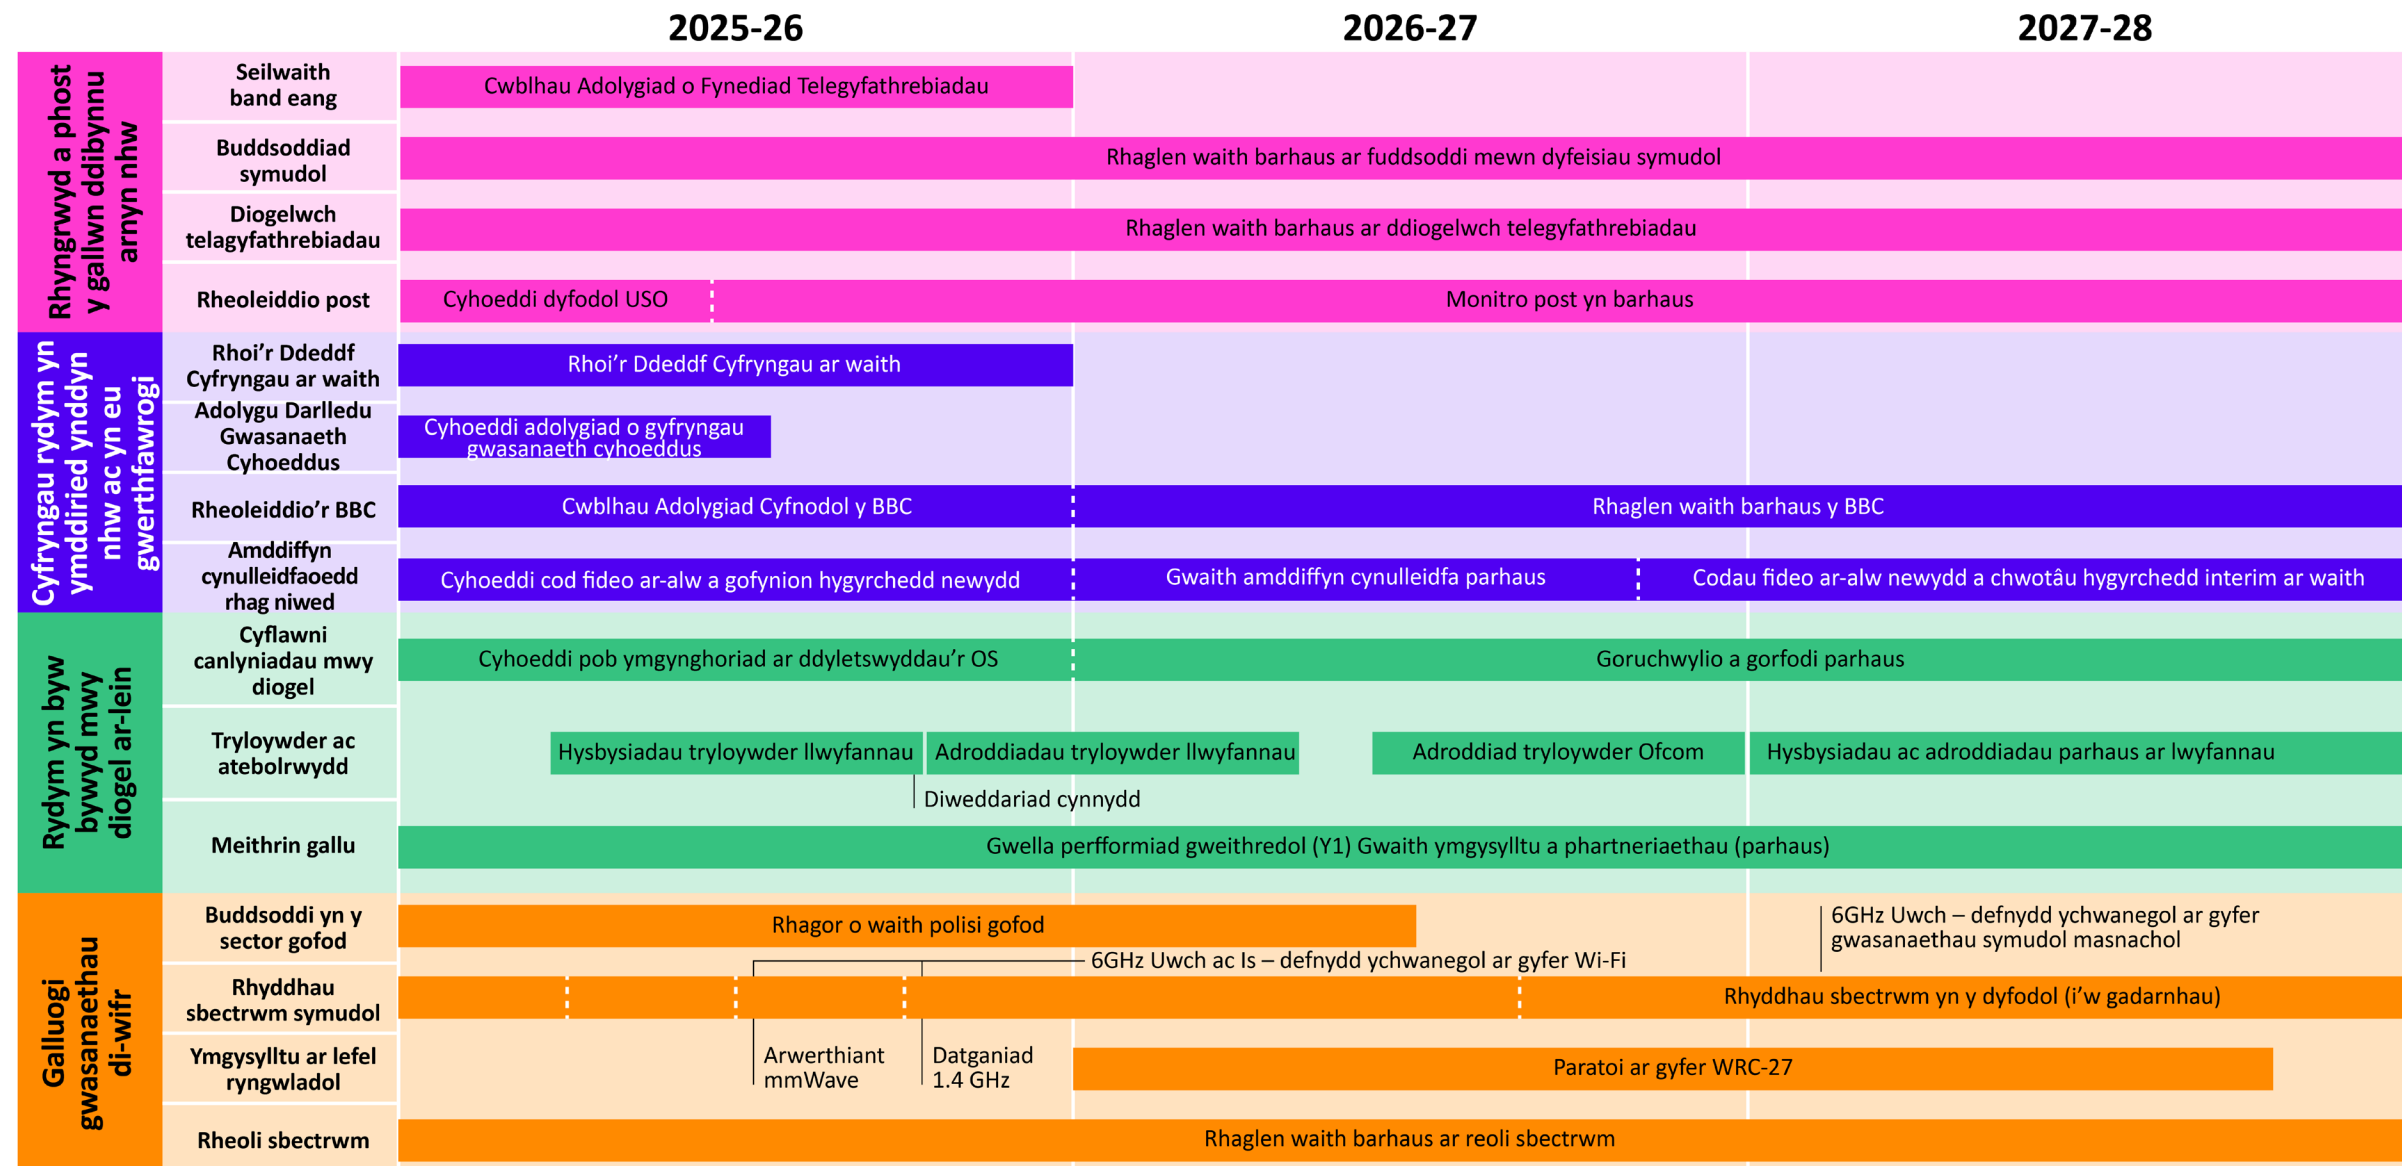 2025-26
2026-27
2027-28
Rhyngrwyd a phost
y gallwn ddibynnu
arnyn nhw
Seilwaith
band eang
Cwblhau Adolygiad o Fynediad Telegyfathrebiadau
Buddsoddiad
symudol
Rhaglen waith barhaus ar fuddsoddi mewn dyfeisiau symudol
Diogelwch
telagyfathrebiadau
Rhaglen waith barhaus ar ddiogelwch telegyfathrebiadau
Rheoleiddio post
Cyhoeddi dyfodol USO
Monitro post yn barhaus
Cyfryngau rydym yn
ymddiried ynddyn
nhw ac yn eu
gwerthfawrogi
Rhoi’r Ddeddf
Cyfryngau ar waith
Rhoi’r Ddeddf Cyfryngau ar waith
Adolygu Darlledu
Gwasanaeth
Cyhoeddus
Cyhoeddi adolygiad o gyfryngau
gwasanaeth cyhoeddus
Rheoleiddio’r BBC
Cwblhau Adolygiad Cyfnodol y BBC
Rhaglen waith barhaus y BBC
Amddiffyn
cynulleidfaoedd
rhag niwed
Cyhoeddi cod fideo ar-alw a gofynion hygyrchedd newydd
Gwaith amddiffyn cynulleidfa parhaus
Codau fideo ar-alw newydd a chwotâu hygyrchedd interim ar waith
Rydym yn byw
bywyd mwy
diogel ar-lein
Cyflawni
canlyniadau mwy
diogel
Cyhoeddi pob ymgynghoriad ar ddyletswyddau’r OS
Goruchwylio a gorfodi parhaus
Tryloywder ac
atebolrwydd
Hysbysiadau tryloywder llwyfannau
Adroddiadau tryloywder llwyfannau
Adroddiad tryloywder Ofcom
Hysbysiadau ac adroddiadau parhaus ar lwyfannau
Diweddariad cynnydd
Meithrin gallu
Gwella perfformiad gweithredol (Y1) Gwaith ymgysylltu a phartneriaethau (parhaus)
Galluogi
gwasanaethau
di-wifr
Buddsoddi yn y
sector gofod
Rhagor o waith polisi gofod
6GHz Uwch – defnydd ychwanegol ar gyfer
gwasanaethau symudol masnachol
6GHz Uwch ac Is – defnydd ychwanegol ar gyfer Wi-Fi
Rhyddhau
sbectrwm symudol
Rhyddhau sbectrwm yn y dyfodol (i’w gadarnhau)
Ymgysylltu ar lefel
ryngwladol
Arwerthiant
mmWave
Datganiad
1.4 GHz
Paratoi ar gyfer WRC-27
Rheoli sbectrwm
Rhaglen waith barhaus ar reoli sbectrwm